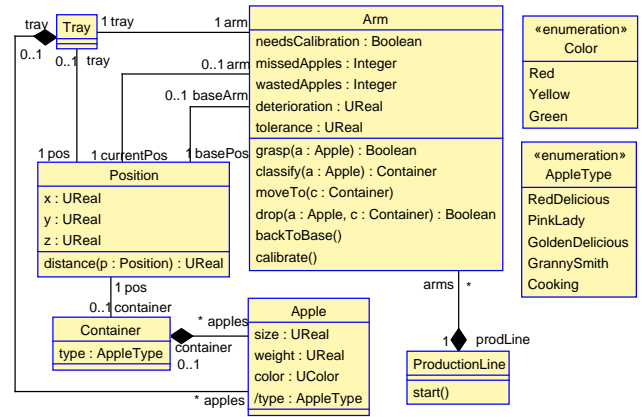 tray
Tray
1 tray
1 arm
0..1
0..1 tray
0..1 arm
0..1 baseArm
1 pos
1 currentPos
1 basePos
Arm
needsCalibration : Boolean
missedApples : Integer
wastedApples : Integer
deterioration : UReal
tolerance : UReal
grasp(a : Apple) : Boolean
classify(a : Apple) : Container
moveTo(c : Container)
drop(a : Apple, c : Container) : Boolean
backToBase()
calibrate()
«enumeration»
Color
Red
Yellow
Green
«enumeration»
AppleType
RedDelicious
PinkLady
GoldenDelicious
GrannySmith
Cooking
Position
x : UReal
y : UReal
z : UReal
distance(p : Position) : UReal
1 pos
0..1 container
Container
type : AppleType
* apples
container
0..1
* apples
Apple
size : UReal
weight : UReal
color : UColor
/type : AppleType
arms *
1 prodLine
ProductionLine
start()